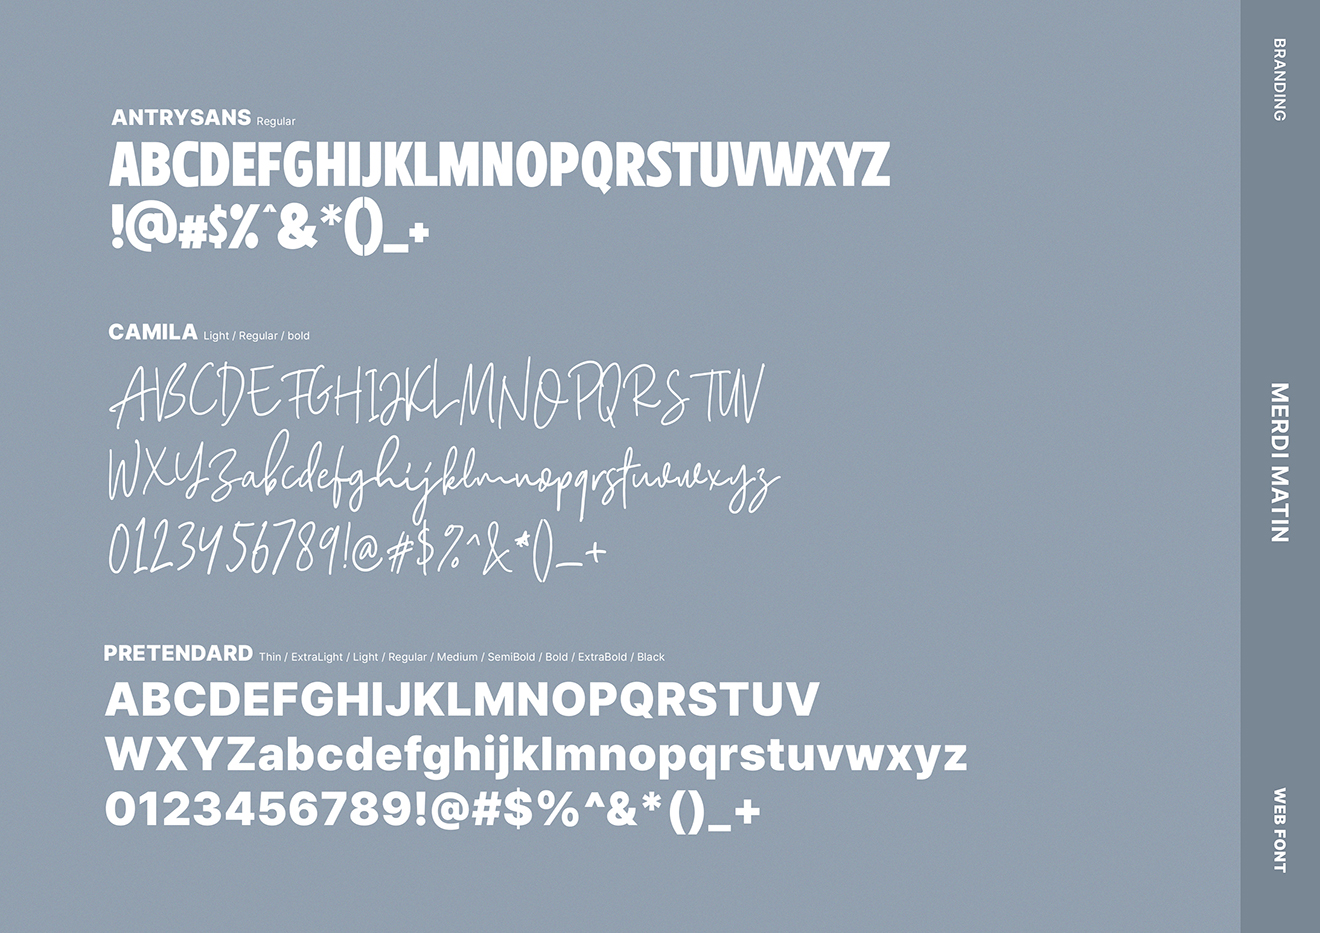 ANTRYSANS Regular
ABCDEFGHIJKLMNOPQRSTUVWXYZ
!@#$%^&*()_+
CAMILA Light / Regular / bold
ABCDEFGHIJKLMNOPQRSTUV
WXYZabcdefghijklmnopqrstuvwxyz
0123456789!@#$%^&*()_+
PRETENDARD Thin / ExtraLight / Light / Regular / Medium / SemiBold / Bold / ExtraBold / Black
ABCDEFGHIJKLMNOPQRSTUV
WXYZabcdefghijklmnopqrstuvwxyz
0123456789!@#$%^&*()_+
BRANDING
MERDI MATIN
WEB FONT